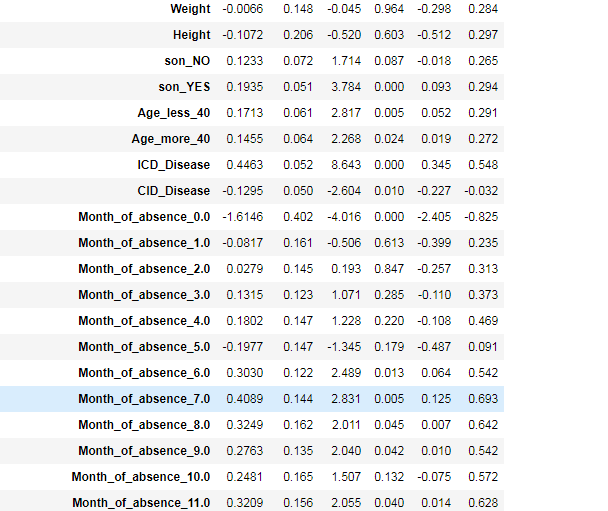 Weight -0.0066 0.148 -0.045 0.964 -0.298 0.284
Height -0.1072 0.206 -0.520 0.603 -0.512 0.297
son_NO 0.1233 0.072 1.714 0.087 -0.018 0.265
son_YES 0.1935 0.051 3.784 0.000 0.093 0.294
Age_less_40 0.1713 0.061 2.817 0.005 0.052 0.291
Age_more_40 0.1455 0.064 2.268 0.024 0.019 0.272
ICD_Disease 0.4463 0.052 8.643 0.000 0.345 0.548
CID_Disease -0.1295 0.050 -2.604 0.010 -0.227 -0.032
Month_of_absence_0.0 -1.6146 0.402 -4.016 0.000 -2.405 -0.825
Month_of_absence_1.0 -0.0817 0.161 -0.506 0.613 -0.399 0.235
Month_of_absence_2.0 0.0279 0.145 0.193 0.847 -0.257 0.313
Month_of_absence_3.0 0.1315 0.123 1.071 0.285 -0.110 0.373
Month_of_absence_4.0 0.1802 0.147 1.228 0.220 -0.108 0.469
Month_of_absence_5.0 -0.1977 0.147 -1.345 0.179 -0.487 0.091
Month_of_absence_6.0 0.3030 0.122 2.489 0.013 0.064 0.542
Month_of_absence_7.0 0.4089 0.144 2.831 0.005 0.125 0.693
Month_of_absence_8.0 0.3249 0.162 2.011 0.045 0.007 0.642
Month_of_absence_9.0 0.2763 0.135 2.040 0.042 0.010 0.542
Month_of_absence_10.0 0.2481 0.165 1.507 0.132 -0.075 0.572
Month_of_absence_11.0 0.3209 0.156 2.055 0.040 0.014 0.628